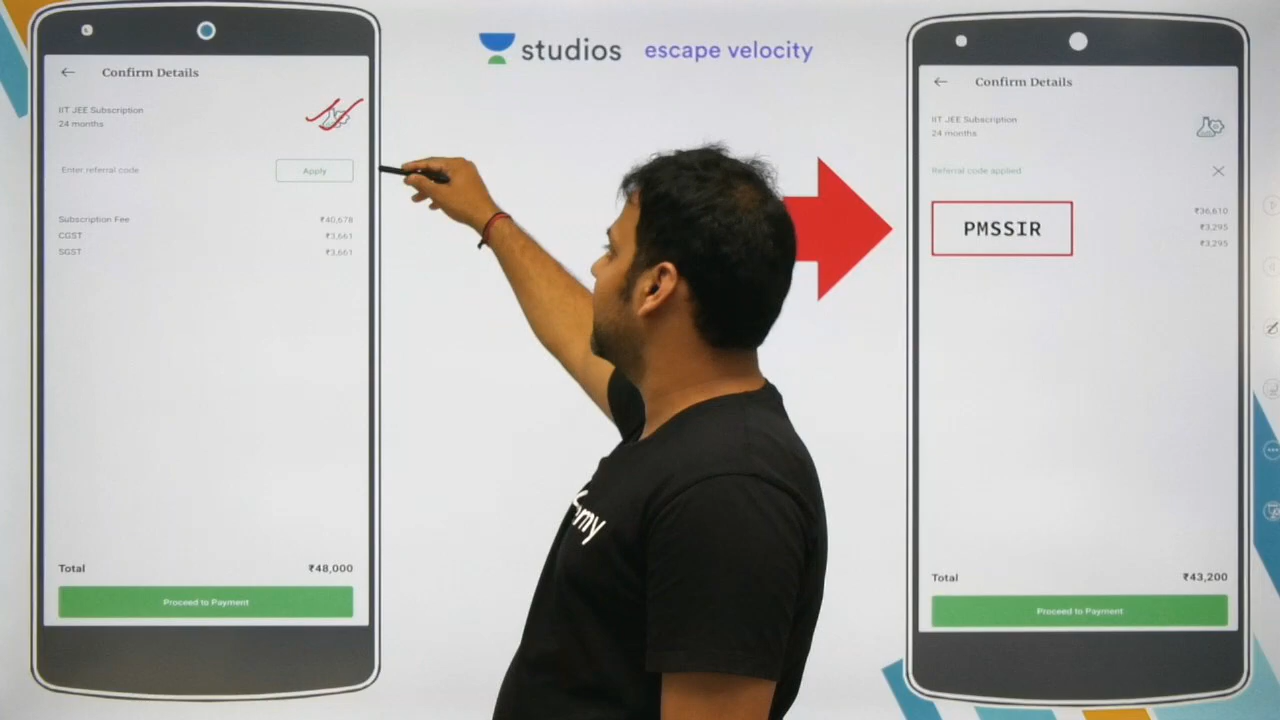 studios escape velocity
Confirm Details
IIT JEE Subscription
24 months
Enter referral code Apply
Subscription Fee ₹40,678
CGST ₹3,661
SGST ₹3,661
Total ₹48,000
Proceed to Payment
Confirm Details
IIT JEE Subscription
24 months
Referral code applied
PMSSIR
₹36,610
₹3,295
₹3,295
Total ₹43,200
Proceed to Payment